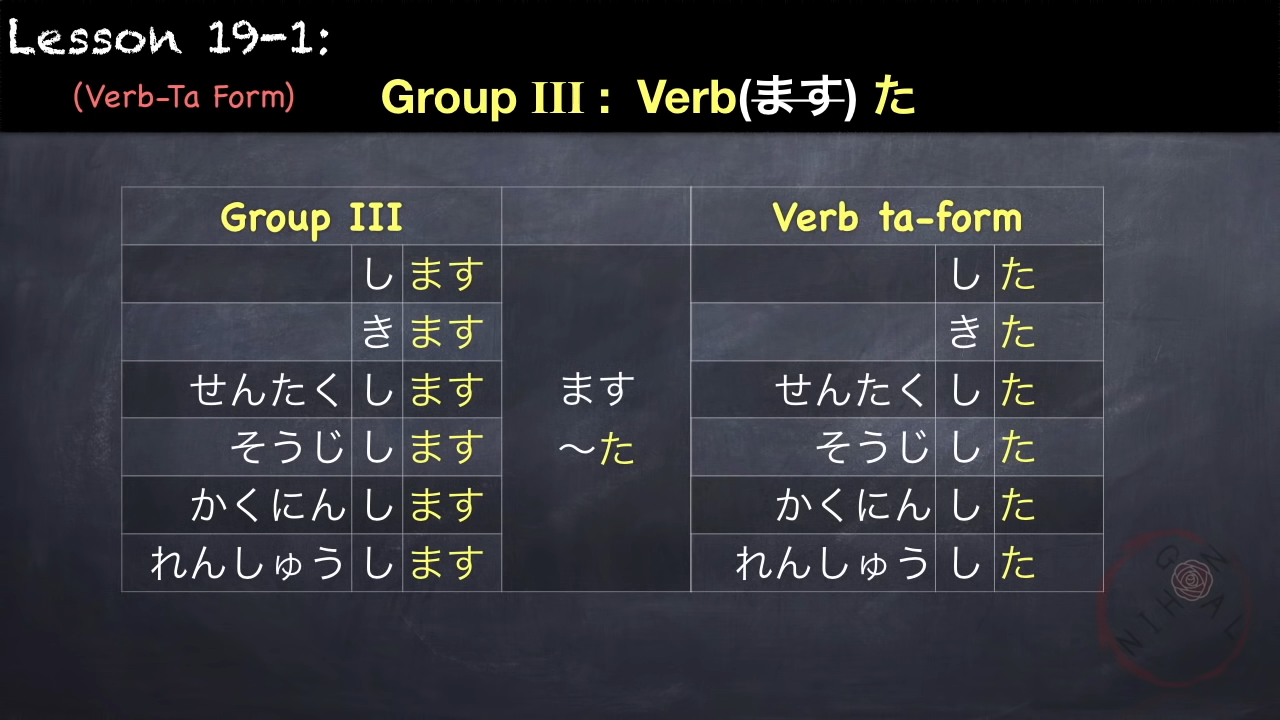 Lesson 19-1:
(Verb-Ta Form) Group III : Verb(ます) た
Group III Verb ta-form
します した
きます きた
せんたくします ます せんたくした
そうじします 〜た そうじした
かくにんします かくにんした
れんしゅうします れんしゅうした
NIHON GOAL